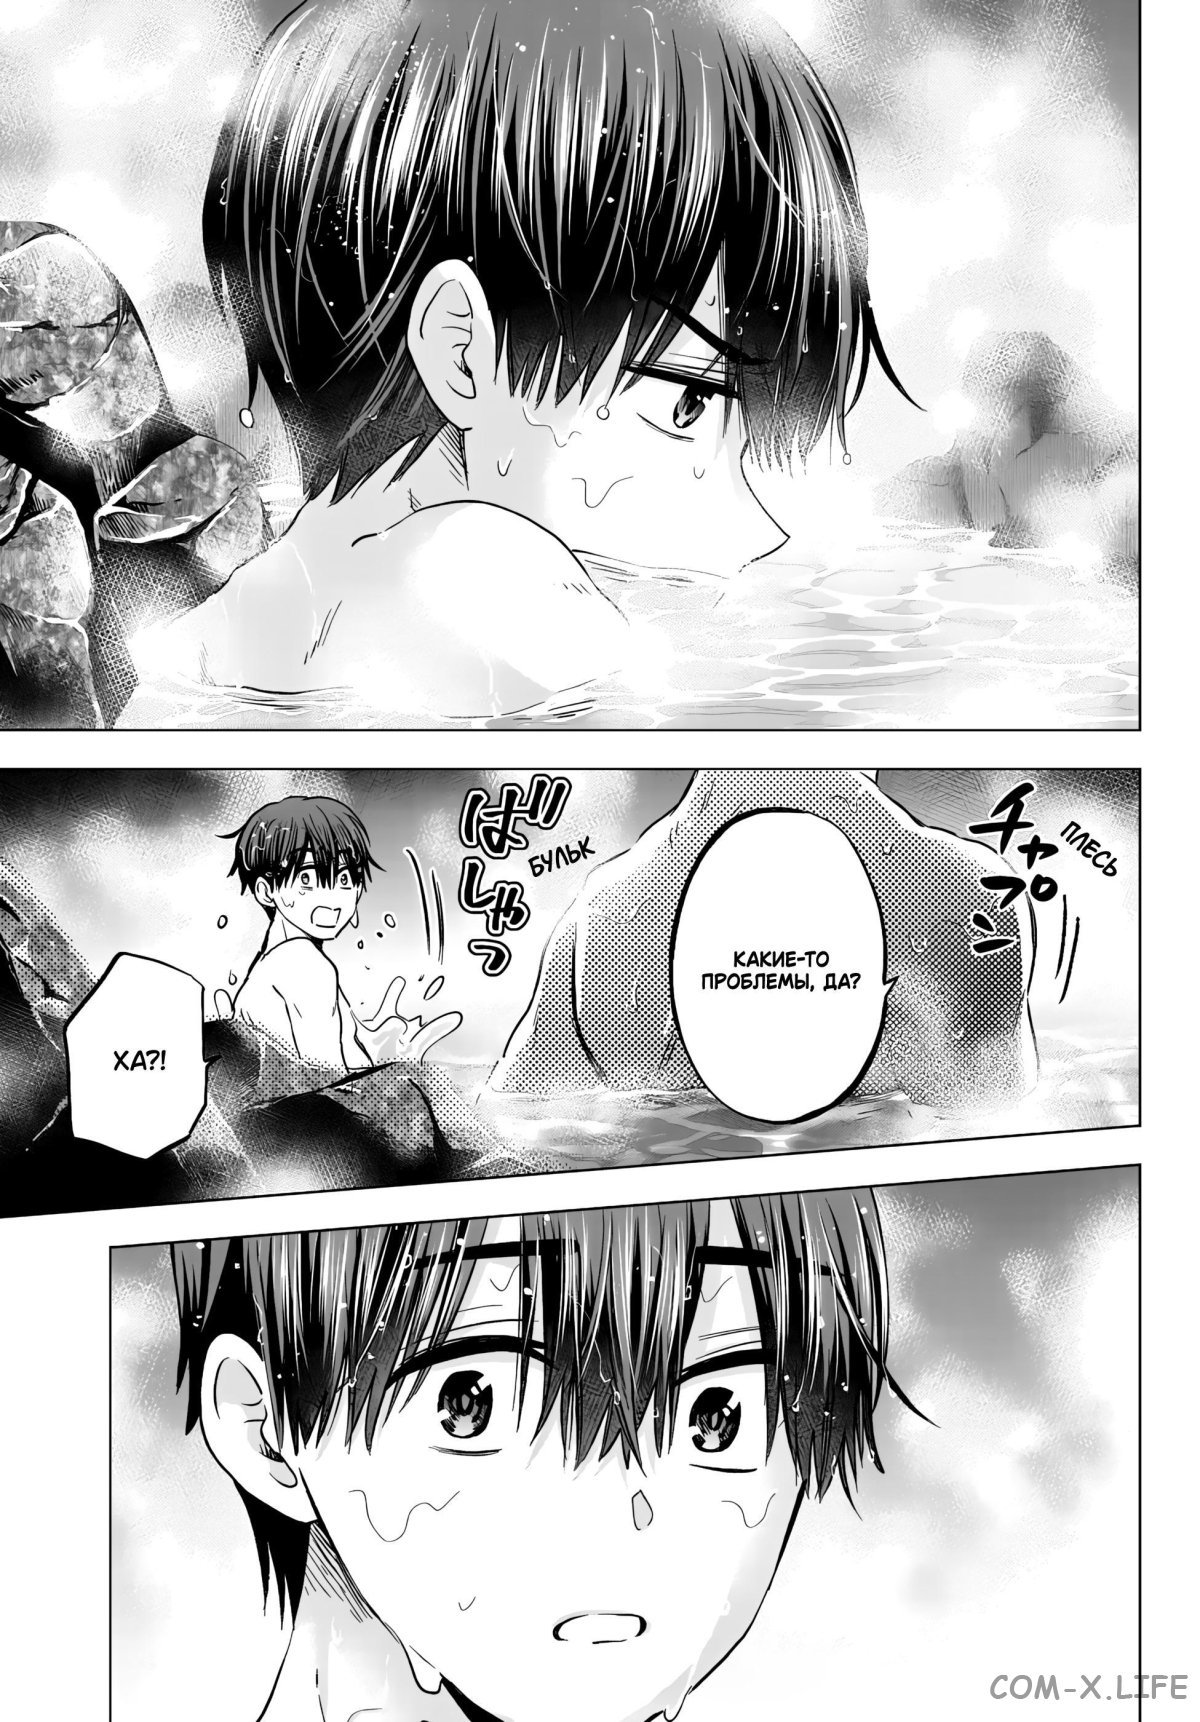 チャプン
ПЛЕСЬ
КАКИЕ-ТО
ПРОБЛЕМЫ, ДА?
ばしゃっ
БУЛЬК
ХА?!
COM-X.LIFE